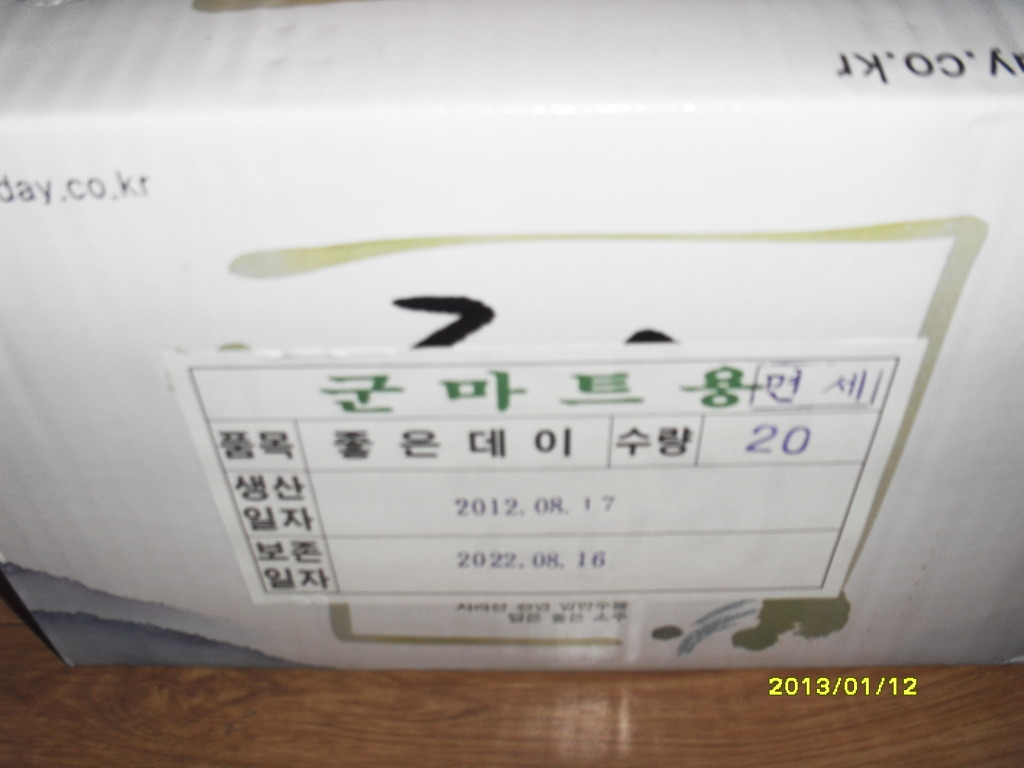 day.co.kr
ay.co.kr
군마트용 면세
품목 좋은데이 수량 20
생산일자 2012.08.17
보존일자 2022.08.16
2013/01/12